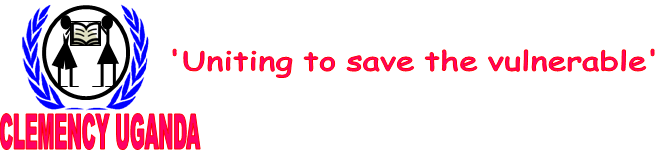 'Uniting to save the vulnerable'
CLEMENCY UGANDA